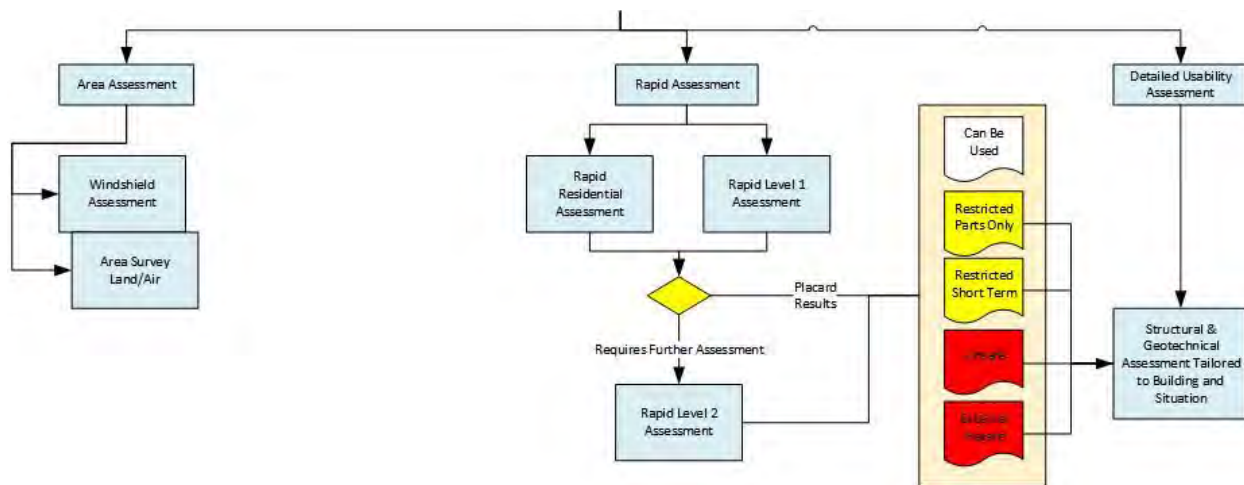 Area Assessment
Rapid Assessment
Detailed Usability
Assessment
Can Be
Used
Windshield
Assessment
Rapid
Residential
Assessment
Rapid Level 1
Assessment
Restricted
Parts Only
Area Survey
Land/Air
Restricted
Short Term
Placard
Results
Structural &
Geotechnical
Assessment Tailored
to Building and
Situation
Requires Further Assessment
Rapid Level 2
Assessment